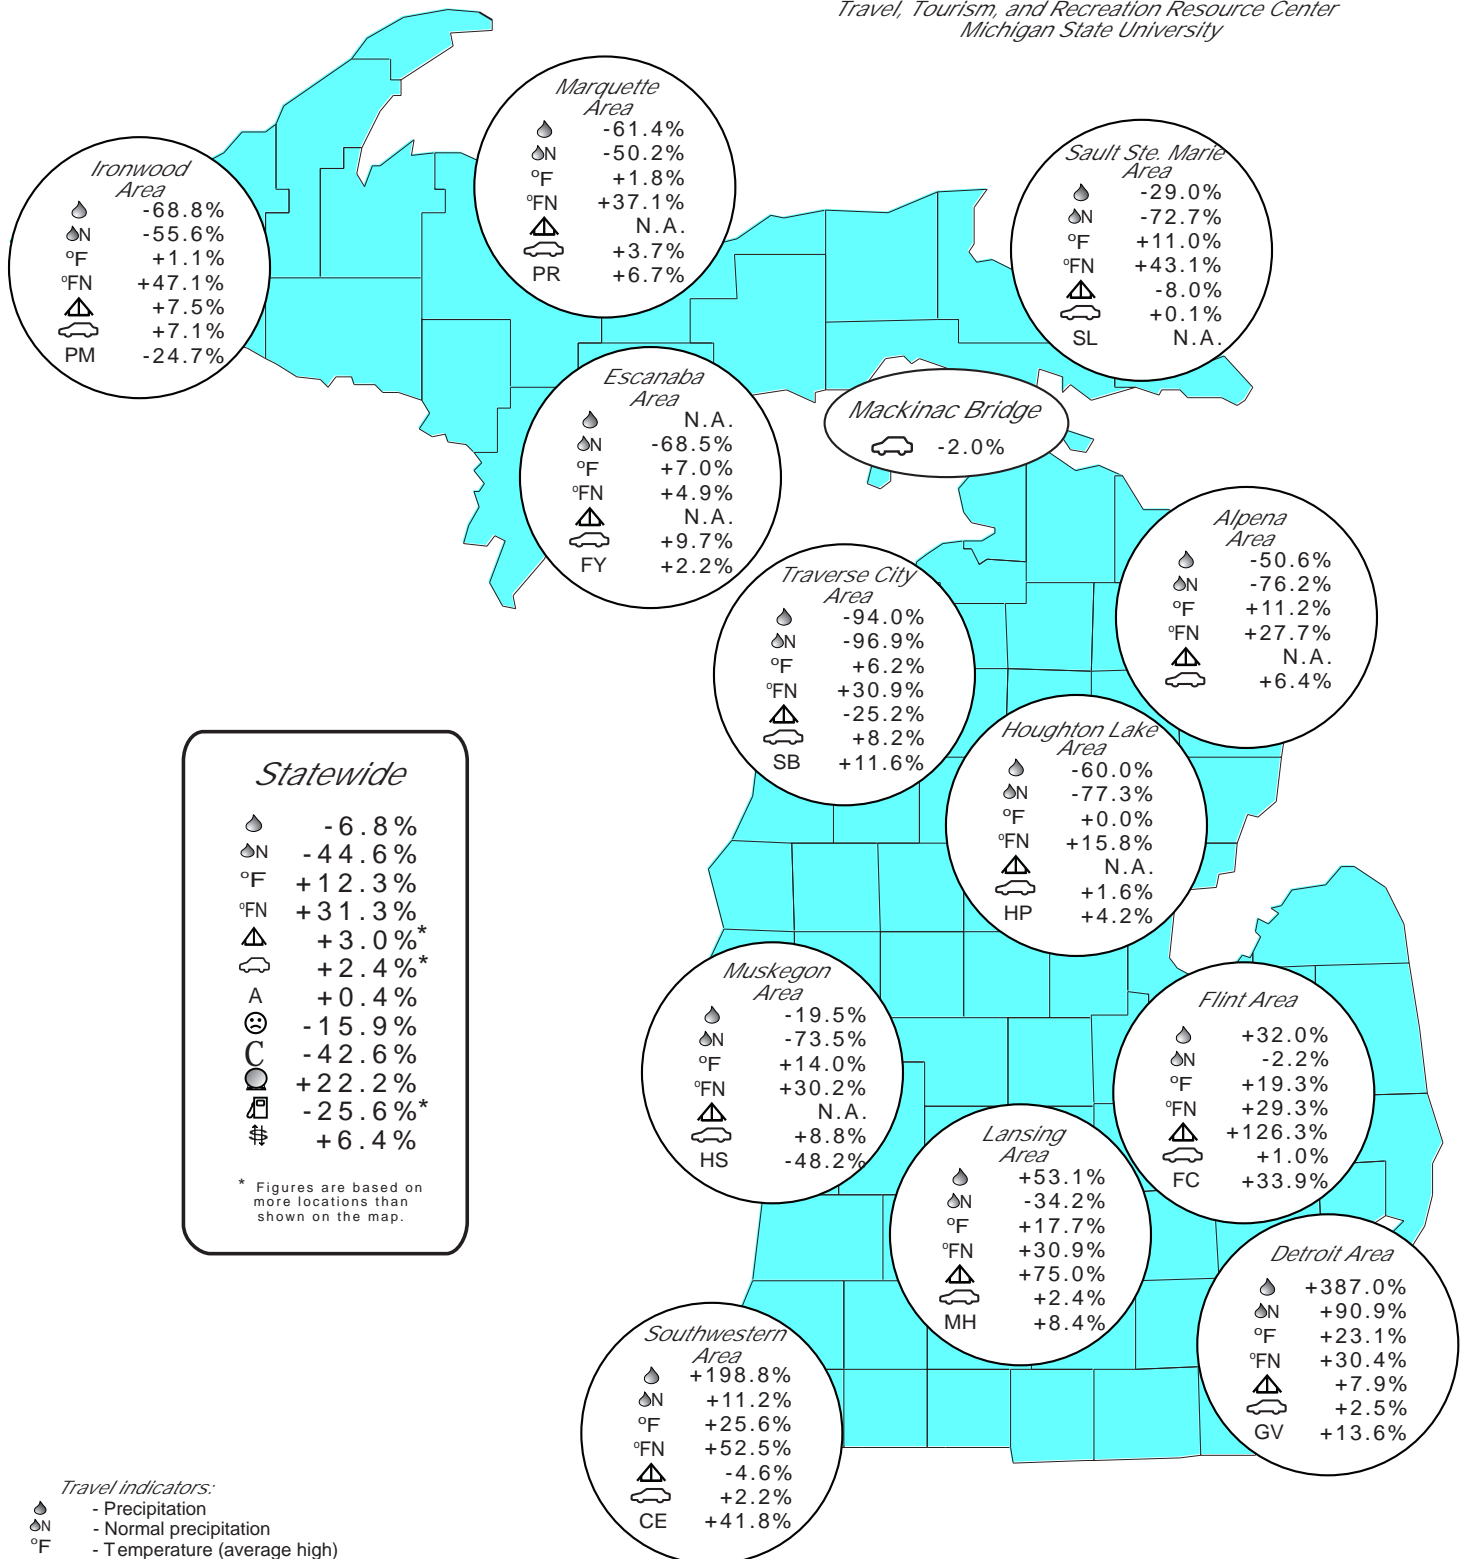 Travel, Tourism, and Recreation Resource Center
Michigan State University
Marquette
Area
-61.4%
N -50.2%
°F +1.8%
°FN +37.1%
N.A.
+3.7%
PR +6.7%
Ironwood
Area
-68.8%
N -55.6%
°F +1.1%
°FN +47.1%
+7.5%
+7.1%
PM -24.7%
Sault Ste. Marie
Area
-29.0%
N -72.7%
°F +11.0%
°FN +43.1%
-8.0%
+0.1%
SL N.A.
Escanaba
Area
N.A.
N -68.5%
°F +7.0%
°FN +4.9%
N.A.
+9.7%
FY +2.2%
Mackinac Bridge
-2.0%
Alpena
Area
-50.6%
N -76.2%
°F +11.2%
°FN +27.7%
N.A.
+6.4%
Traverse City
Area
-94.0%
N -96.9%
°F +6.2%
°FN +30.9%
-25.2%
+8.2%
SB +11.6%
Houghton Lake
Area
-60.0%
N -77.3%
°F +0.0%
°FN +15.8%
N.A.
+1.6%
HP +4.2%
Statewide
-6.8%
N -44.6%
°F +12.3%
°FN +31.3%
+3.0%*
+2.4%*
A +0.4%
-15.9%
C -42.6%
+22.2%
-25.6%*
+6.4%
* Figures are based on
more locations than
shown on the map.
Muskegon
Area
-19.5%
N -73.5%
°F +14.0%
°FN +30.2%
N.A.
+8.8%
HS -48.2%
Flint Area
+32.0%
N -2.2%
°F +19.3%
°FN +29.3%
+126.3%
+1.0%
FC +33.9%
Lansing
Area
+53.1%
N -34.2%
°F +17.7%
°FN +30.9%
+75.0%
+2.4%
MH +8.4%
Detroit Area
+387.0%
N +90.9%
°F +23.1%
°FN +30.4%
+7.9%
+2.5%
GV +13.6%
Southwestern
Area
+198.8%
N +11.2%
°F +25.6%
°FN +52.5%
-4.6%
+2.2%
CE +41.8%
Travel indicators:
- Precipitation
N - Normal precipitation
°F - Temperature (average high)